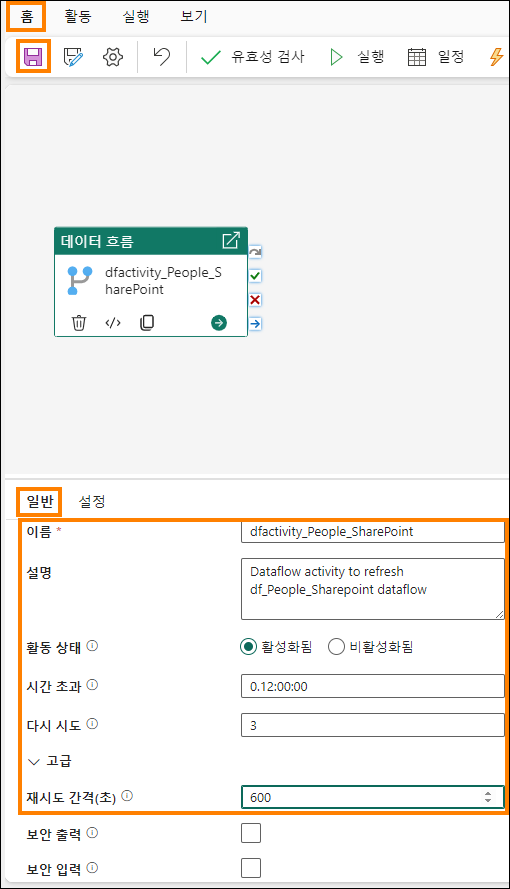 홈 활동 실행 보기
유효성 검사 실행 일정
데이터 흐름
dfactivity_People_S
harePoint
일반 설정
이름 * dfactivity_People_SharePoint
설명 Dataflow activity to refresh
df_People_Sharepoint dataflow
활동 상태 활성화됨 비활성화됨
시간 초과 0.12:00:00
다시 시도 3
고급
재시도 간격(초) 600
보안 출력
보안 입력